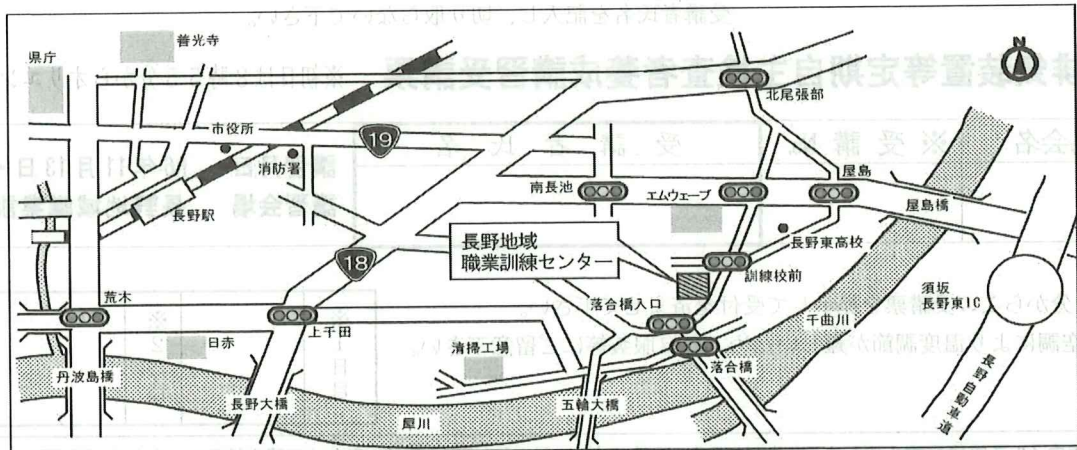 善光寺
県庁
N
北尾張部
市役所
19
消防署
南長池
エムウェーブ
屋島
屋島橋
長野駅
長野地域
職業訓練センター
長野東高校
18
訓練校前
荒木
落合橋入口
須坂
長野東IC
上千田
千曲川
日赤
清掃工場
丹波島橋
長野大橋
犀川
五輪大橋
落合橋
長野自動車道